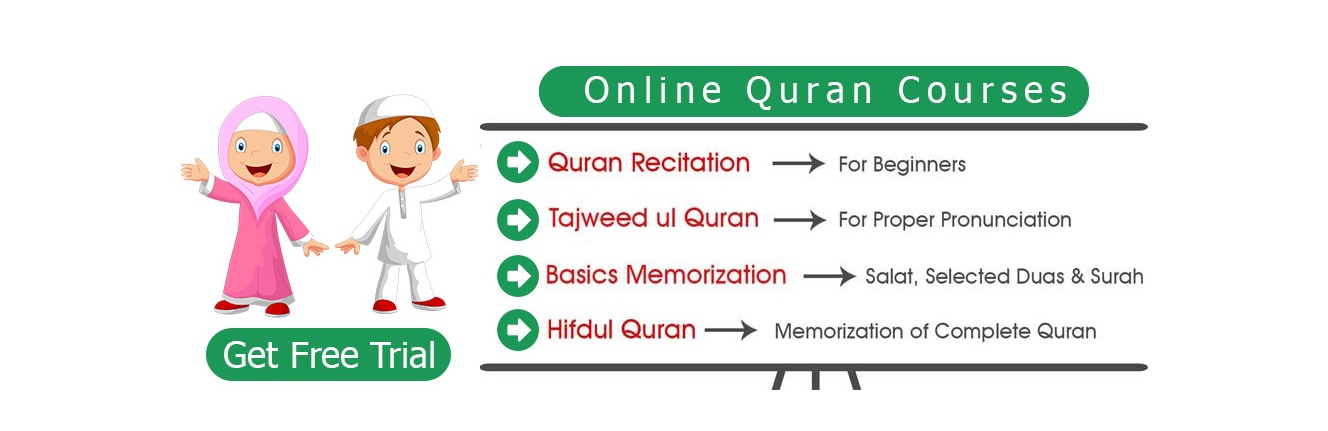 Online Quran Courses
Quran Recitation → For Beginners
Tajweed ul Quran → For Proper Pronunciation
Basics Memorization → Salat, Selected Duas & Surah
Hifdul Quran → Memorization of Complete Quran
Get Free Trial